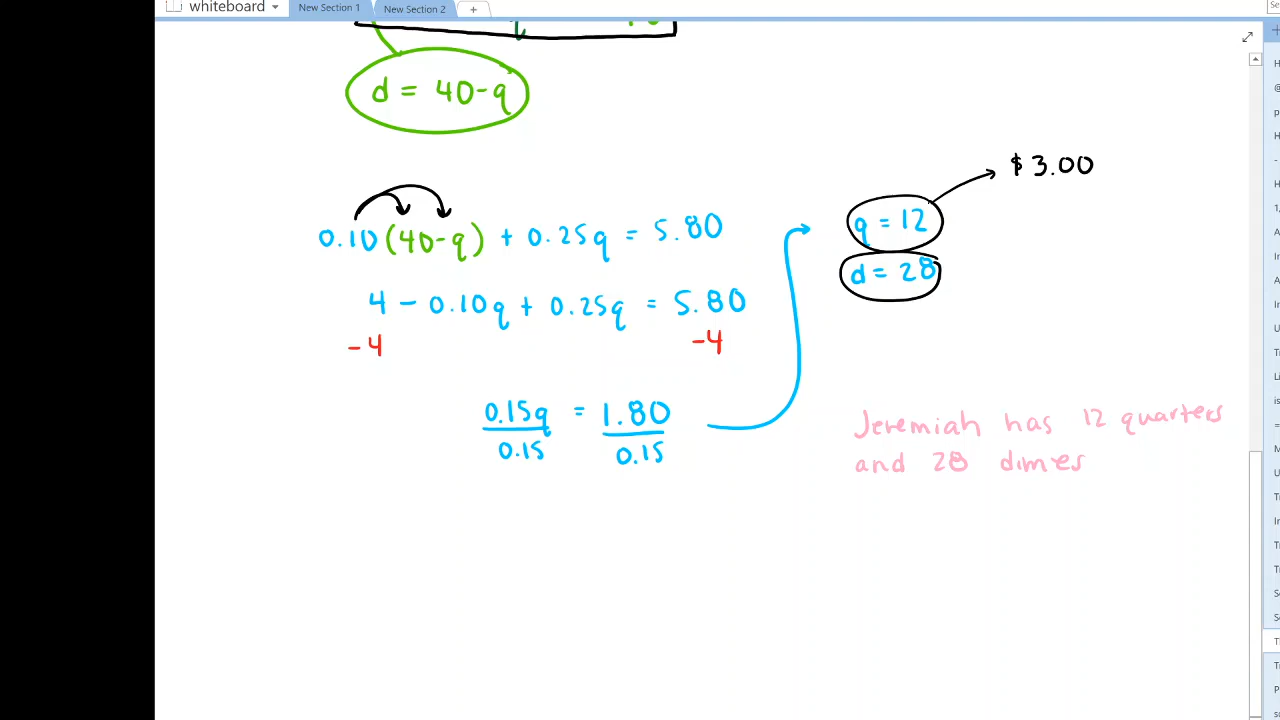 whiteboard
New Section 1
New Section 2
+
d = 40-q
0.10(40-q) + 0.25q = 5.80
4 - 0.10q + 0.25q = 5.80
-4 -4
0.15q = 1.80
0.15 0.15
$3.00
q = 12
d = 28
Jeremiah has 12 quarters
and 28 dimes